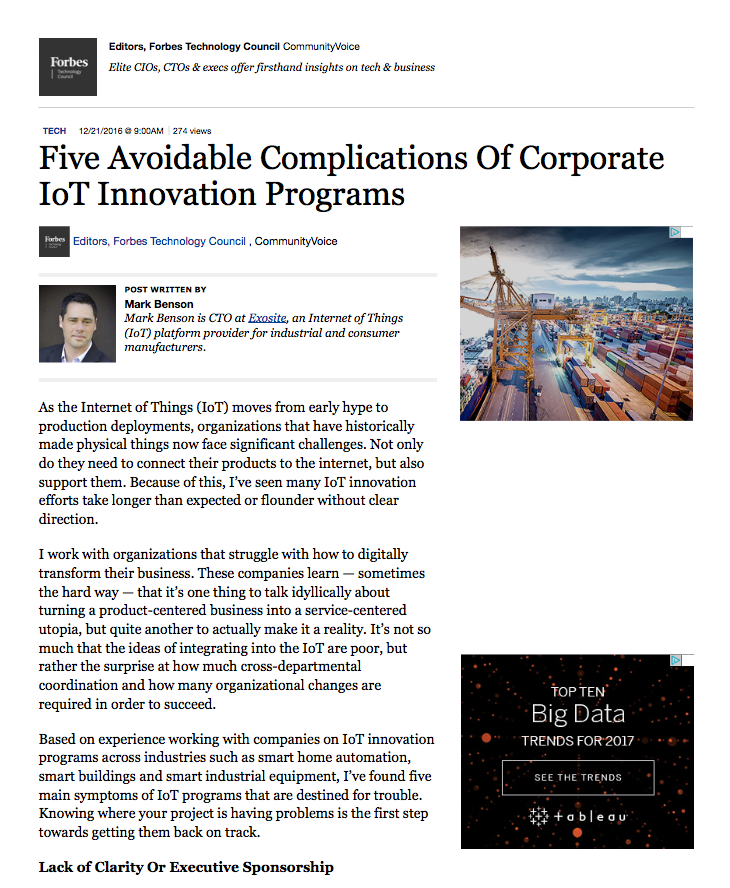 Forbes
Technology
Council
Editors, Forbes Technology Council CommunityVoice
Elite CIOs, CTOs & execs offer firsthand insights on tech & business
TECH 12/21/2016 @ 9:00AM 274 views
Five Avoidable Complications Of Corporate
IoT Innovation Programs
Forbes
Editors, Forbes Technology Council , CommunityVoice
POST WRITTEN BY
Mark Benson
Mark Benson is CTO at Exosite, an Internet of Things
(IoT) platform provider for industrial and consumer
manufacturers.
As the Internet of Things (IoT) moves from early hype to
production deployments, organizations that have historically
made physical things now face significant challenges. Not only
do they need to connect their products to the internet, but also
support them. Because of this, I’ve seen many IoT innovation
efforts take longer than expected or flounder without clear
direction.
I work with organizations that struggle with how to digitally
transform their business. These companies learn — sometimes
the hard way — that it’s one thing to talk idyllically about
turning a product-centered business into a service-centered
utopia, but quite another to actually make it a reality. It’s not so
much that the ideas of integrating into the IoT are poor, but
rather the surprise at how much cross-departmental
coordination and how many organizational changes are
required in order to succeed.
Based on experience working with companies on IoT innovation
programs across industries such as smart home automation,
smart buildings and smart industrial equipment, I’ve found five
main symptoms of IoT programs that are destined for trouble.
Knowing where your project is having problems is the first step
towards getting them back on track.
Lack of Clarity Or Executive Sponsorship
TOP TEN
Big Data
TRENDS FOR 2017
SEE THE TRENDS
tableau